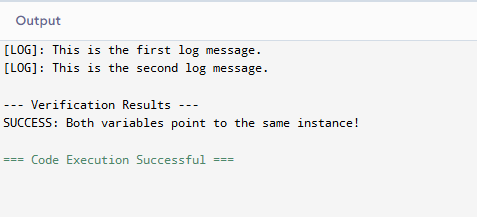 Output
[LOG]: This is the first log message.
[LOG]: This is the second log message.
--- Verification Results ---
SUCCESS: Both variables point to the same instance!
=== Code Execution Successful ===